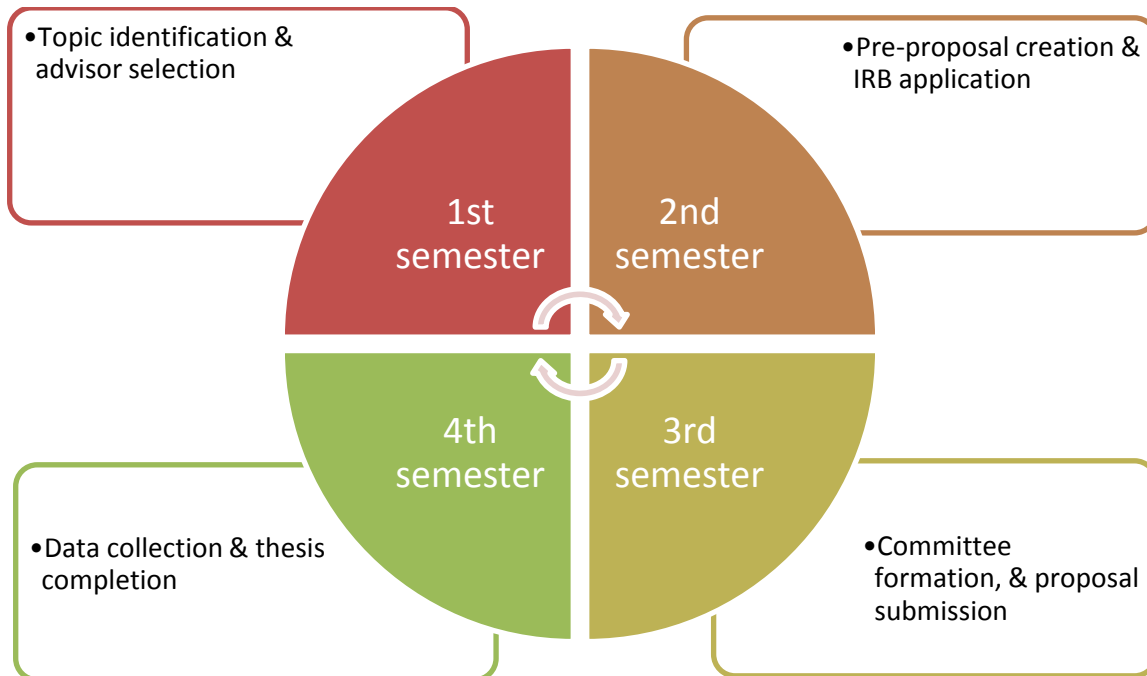 •Topic identification &
advisor selection
•Pre-proposal creation &
IRB application
1st
semester
2nd
semester
4th
semester
3rd
semester
•Data collection & thesis
completion
•Committee
formation, & proposal
submission